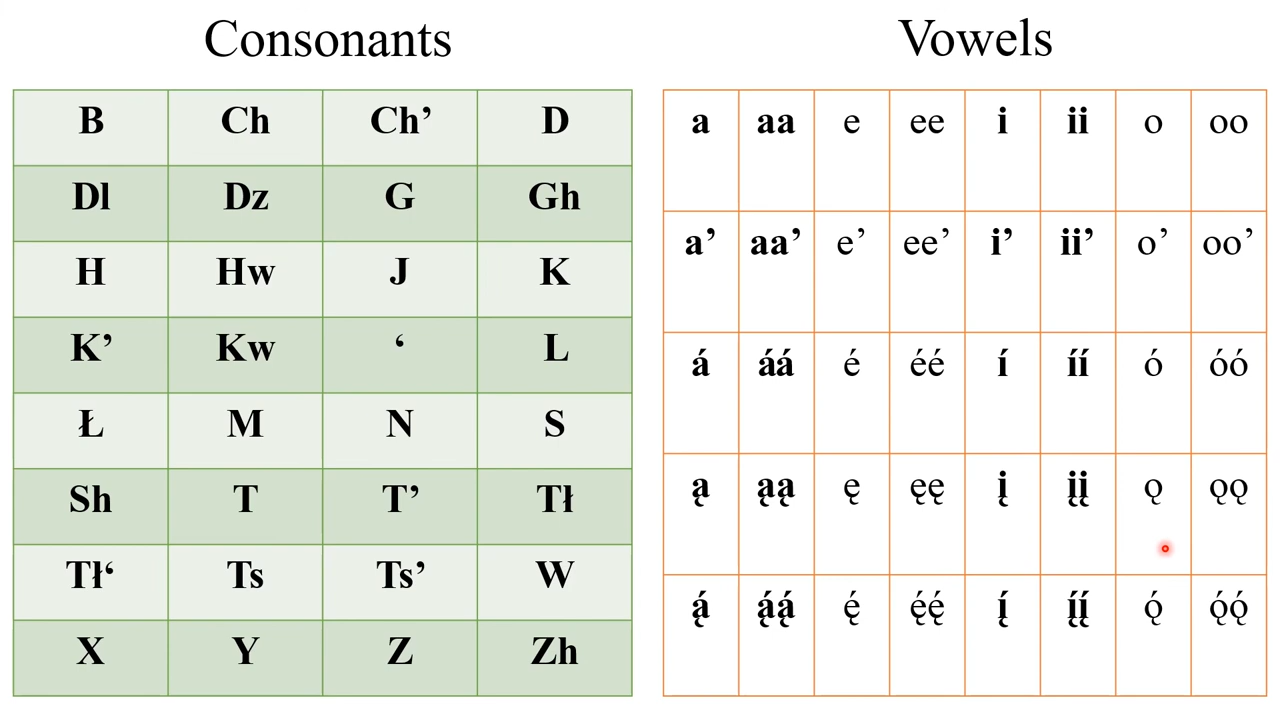 Consonants
B Ch Ch’ D
Dl Dz G Gh
H Hw J K
K’ Kw ‘ L
Ł M N S
Sh T T’ Tł
Tł‘ Ts Ts’ W
X Y Z Zh
Vowels
a aa e ee i ii o oo
a’ aa’ e’ ee’ i’ ii’ o’ oo’
á áá é éé í íí ó óó
ą ąą ę ęę į įį ǫ ǫǫ
ą́ ą́ą́ ę́ ę́ę́ į́ į́į́ ǫ́ ǫ́ǫ́